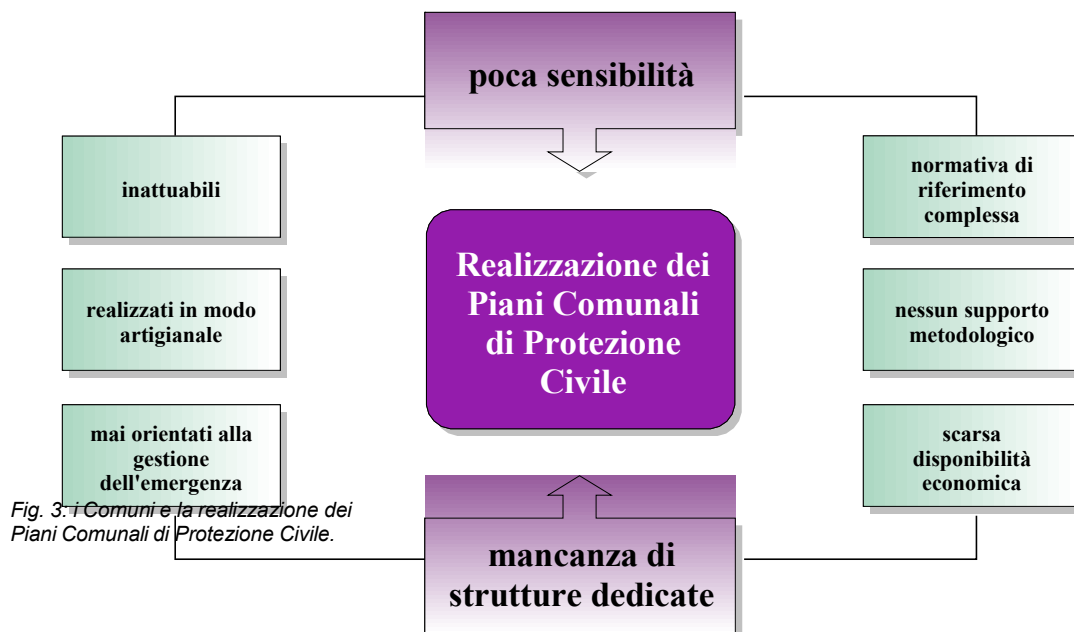 poca sensibilità
inattuabili
normativa di
riferimento
complessa
Realizzazione dei
Piani Comunali
di Protezione
Civile
realizzati in modo
artigianale
nessun supporto
metodologico
mai orientati alla
gestione
dell'emergenza
scarsa
disponibilità
economica
Fig. 3: i Comuni e la realizzazione dei
Piani Comunali di Protezione Civile.
mancanza di
strutture dedicate